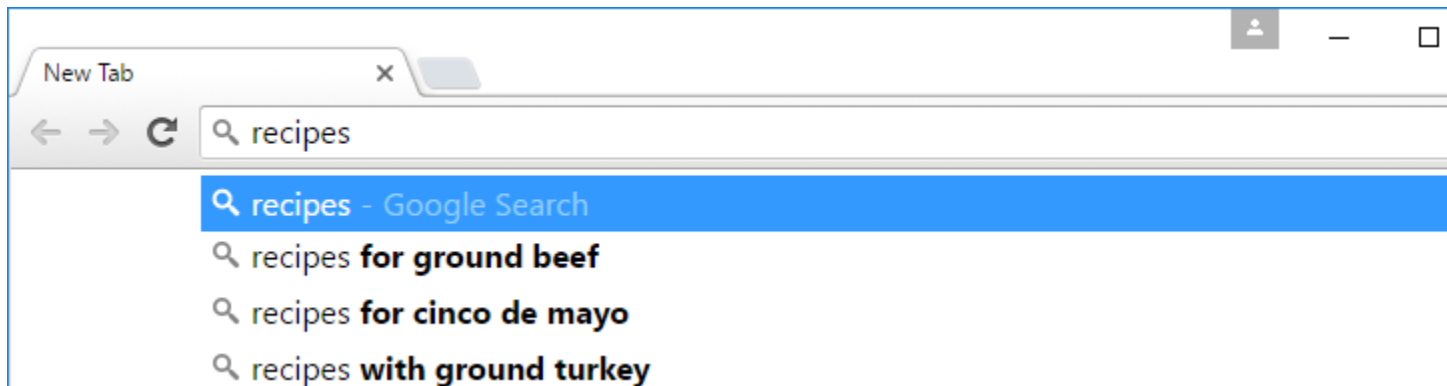 New Tab
recipes
recipes - Google Search
recipes for ground beef
recipes for cinco de mayo
recipes with ground turkey